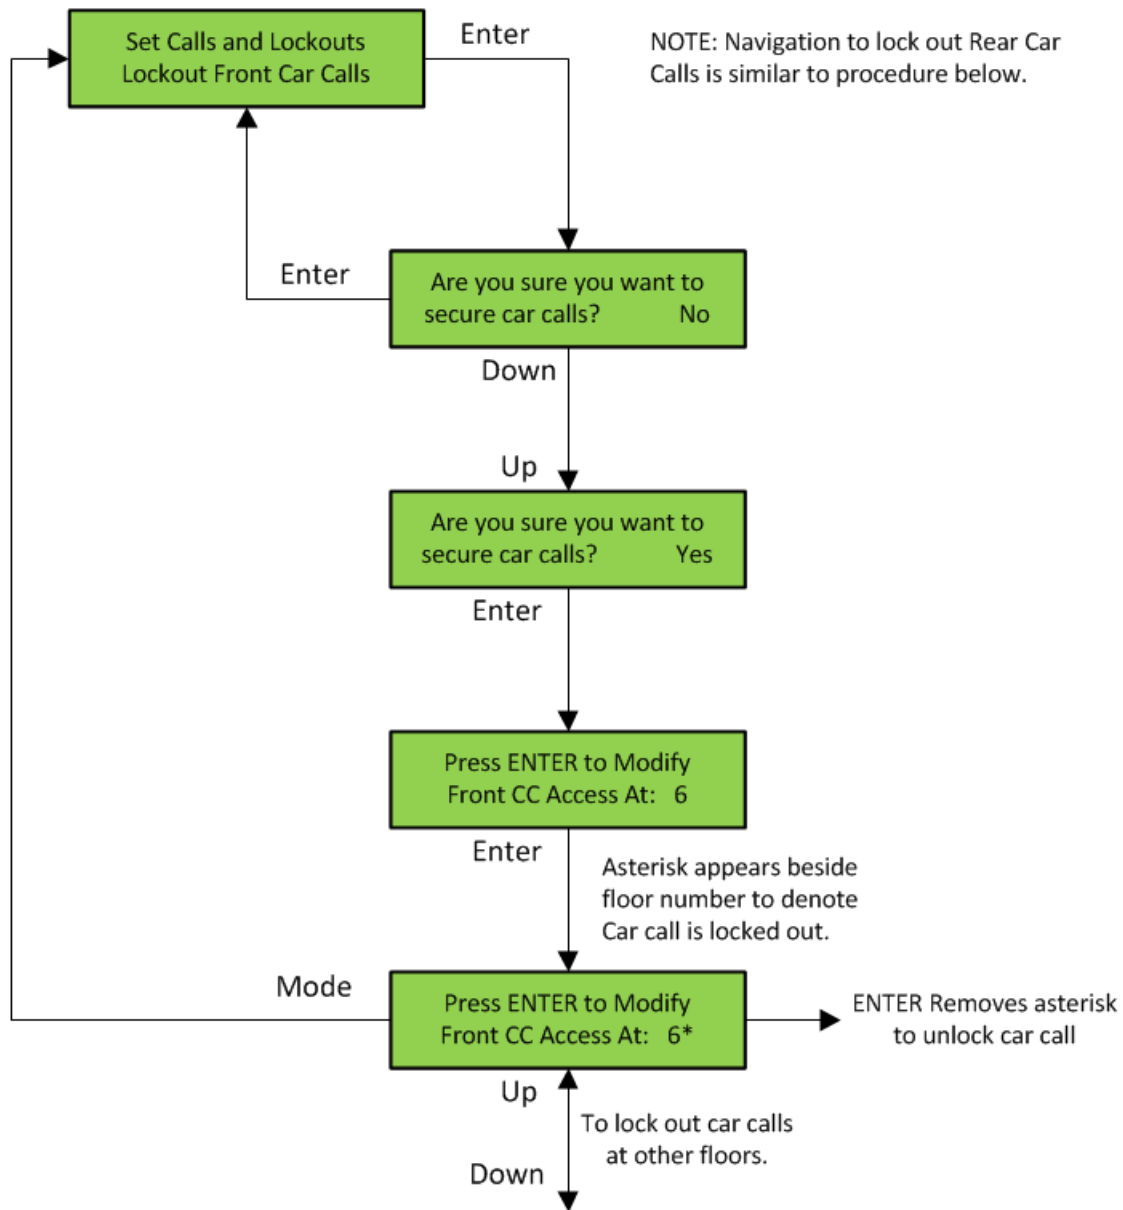 Set Calls and Lockouts
Lockout Front Car Calls
Enter
NOTE: Navigation to lock out Rear Car
Calls is similar to procedure below.
Enter
Are you sure you want to
secure car calls? No
Down
Up
Are you sure you want to
secure car calls? Yes
Enter
Press ENTER to Modify
Front CC Access At: 6
Enter
Asterisk appears beside
floor number to denote
Car call is locked out.
Mode
Press ENTER to Modify
Front CC Access At: 6*
ENTER Removes asterisk
to unlock car call
Up
To lock out car calls
at other floors.
Down